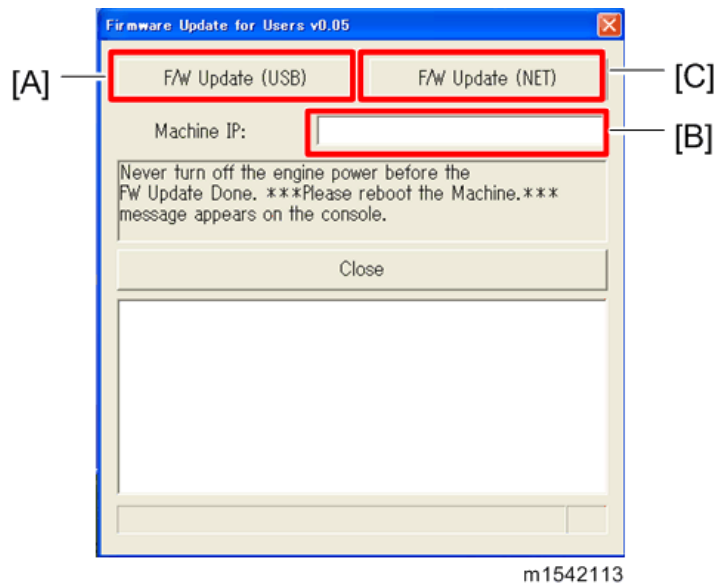 Firmware Update for Users v0.05
[A]
F/W Update (USB)
F/W Update (NET)
[C]
Machine IP:
[B]
Never turn off the engine power before the
FW Update Done. ***Please reboot the Machine.***
message appears on the console.
Close
m1542113